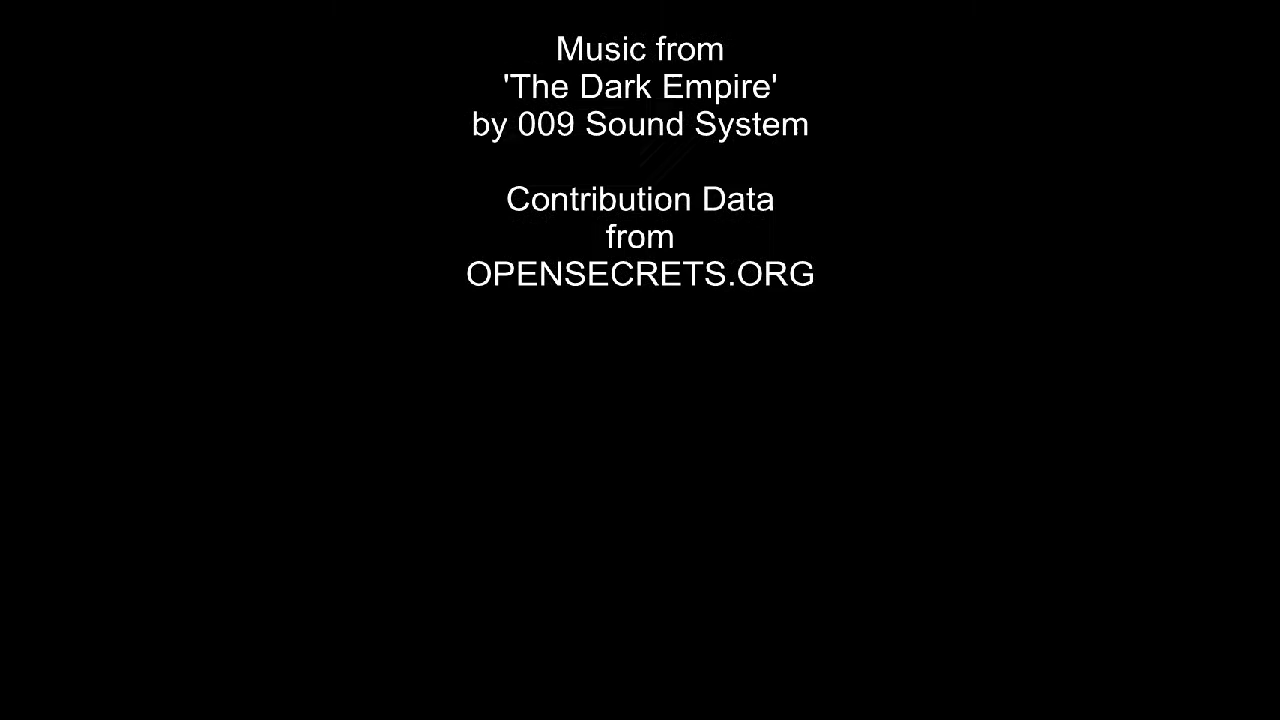 Music from
'The Dark Empire'
by 009 Sound System
Contribution Data
from
OPENSECRETS.ORG